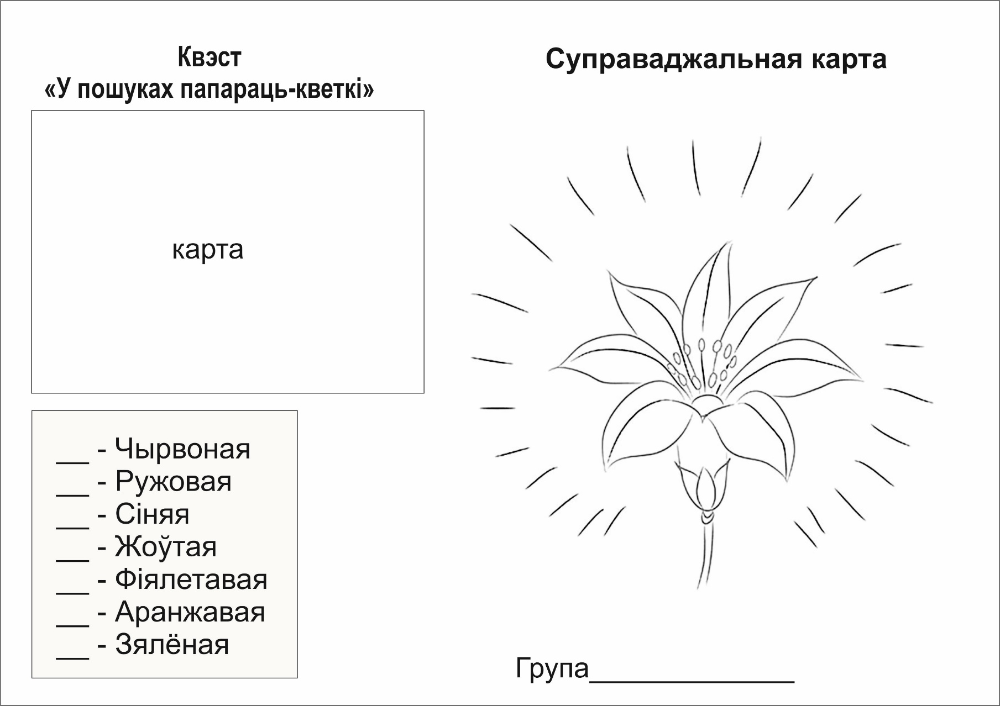 Квэст
«У пошуках папараць-кветкі»
карта
__ - Чырвоная
__ - Ружовая
__ - Сіняя
__ - Жоўтая
__ - Фіялетавая
__ - Аранжавая
__ - Зялёная
Суправаджальная карта
Група______________